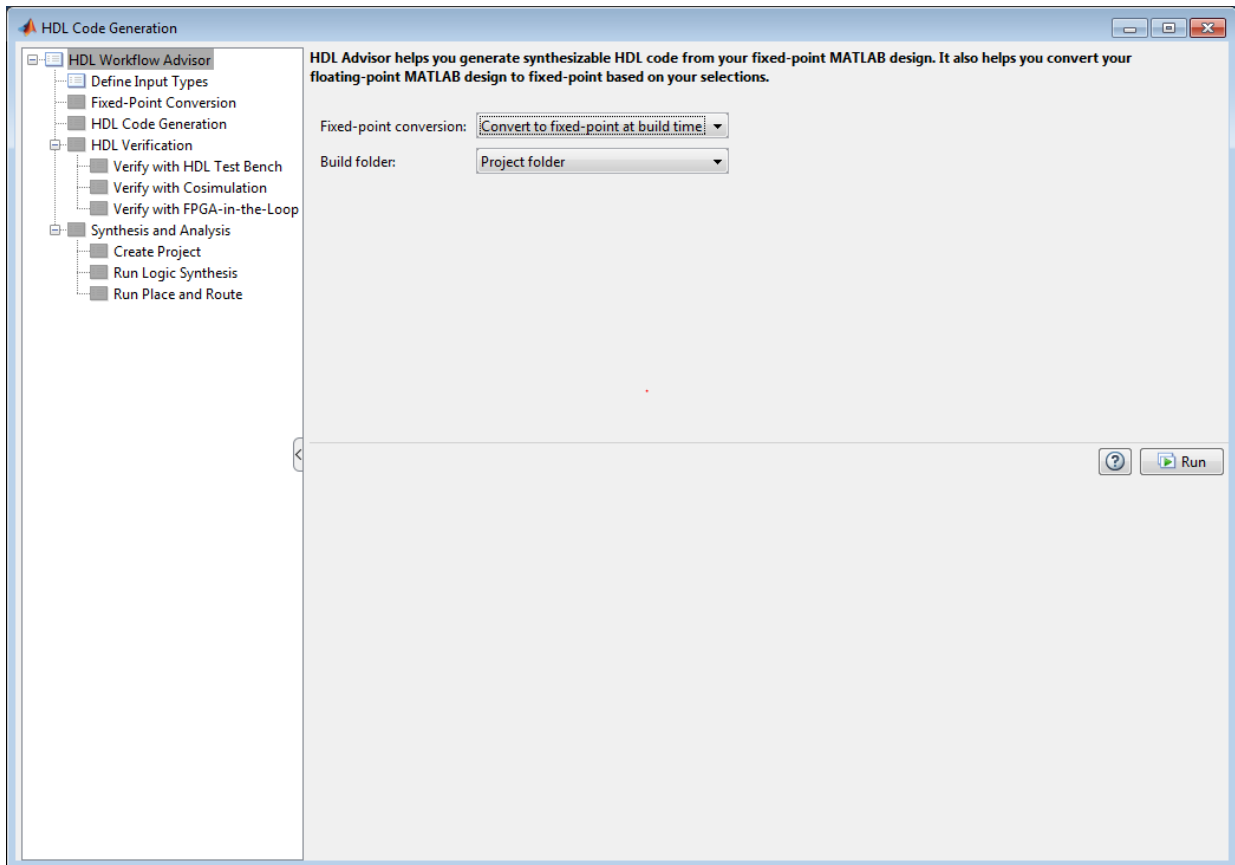 HDL Code Generation
HDL Workflow Advisor
Define Input Types
Fixed-Point Conversion
HDL Code Generation
HDL Verification
Verify with HDL Test Bench
Verify with Cosimulation
Verify with FPGA-in-the-Loop
Synthesis and Analysis
Create Project
Run Logic Synthesis
Run Place and Route
HDL Advisor helps you generate synthesizable HDL code from your fixed-point MATLAB design. It also helps you convert your
floating-point MATLAB design to fixed-point based on your selections.
Fixed-point conversion: Convert to fixed-point at build time
Build folder: Project folder
? Run